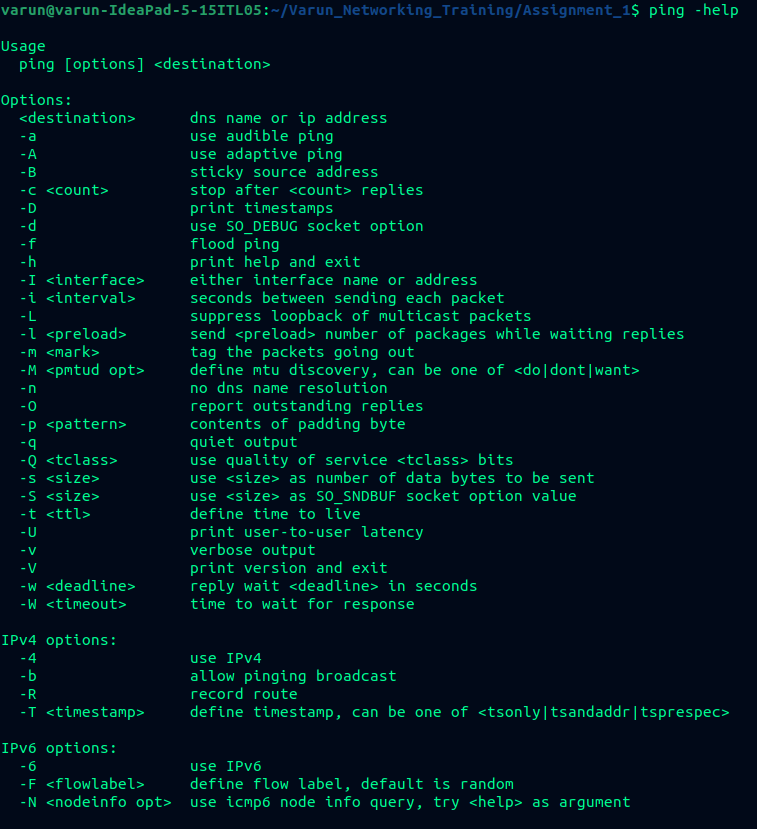 varun@varun-IdeaPad-5-15ITL05:~/Varun_Networking_Training/Assignment_1$ ping -help

Usage
  ping [options] <destination>

Options:
  <destination>      dns name or ip address
  -a                 use audible ping
  -A                 use adaptive ping
  -B                 sticky source address
  -c <count>         stop after <count> replies
  -D                 print timestamps
  -d                 use SO_DEBUG socket option
  -f                 flood ping
  -h                 print help and exit
  -I <interface>     either interface name or address
  -i <interval>      seconds between sending each packet
  -L                 suppress loopback of multicast packets
  -l <preload>       send <preload> number of packages while waiting replies
  -m <mark>          tag the packets going out
  -M <pmtud opt>     define mtu discovery, can be one of <do|dont|want>
  -n                 no dns name resolution
  -O                 report outstanding replies
  -p <pattern>       contents of padding byte
  -q                 quiet output
  -Q <tclass>        use quality of service <tclass> bits
  -s <size>          use <size> as number of data bytes to be sent
  -S <size>          use <size> as SO_SNDBUF socket option value
  -t <ttl>           define time to live
  -U                 print user-to-user latency
  -v                 verbose output
  -V                 print version and exit
  -w <deadline>      reply wait <deadline> in seconds
  -W <timeout>       time to wait for response

IPv4 options:
  -4                 use IPv4
  -b                 allow pinging broadcast
  -R                 record route
  -T <timestamp>     define timestamp, can be one of <tsonly|tsandaddr|tsprespec>

IPv6 options:
  -6                 use IPv6
  -F <flowlabel>     define flow label, default is random
  -N <nodeinfo opt>  use icmp6 node info query, try <help> as argument